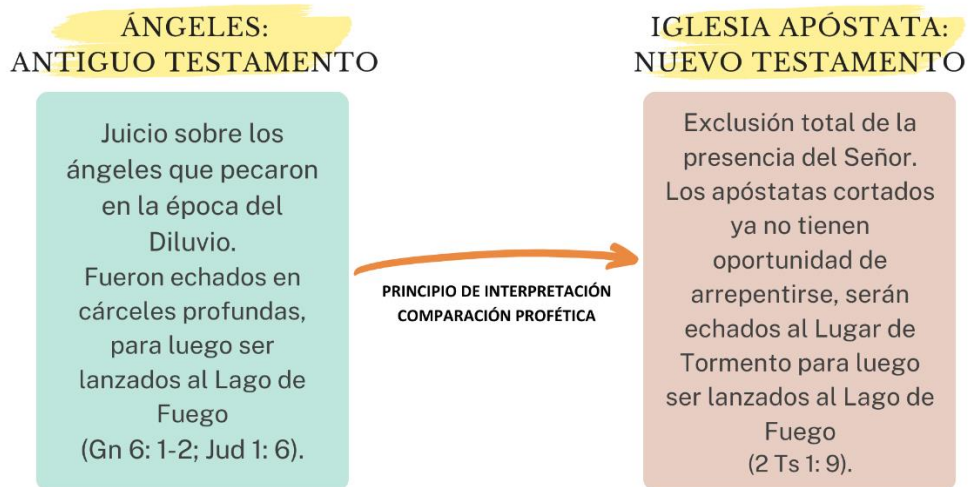 ÁNGELES:
ANTIGUO TESTAMENTO
Juicio sobre los
ángeles que pecaron
en la época del
Diluvio.
Fueron echados en
cárceles profundas,
para luego ser
lanzados al Lago de
Fuego
(Gn 6: 1-2; Jud 1: 6).
PRINCIPIO DE INTERPRETACIÓN
COMPARACIÓN PROFÉTICA
IGLESIA APÓSTATA:
NUEVO TESTAMENTO
Exclusión total de la
presencia del Señor.
Los apóstatas cortados
ya no tienen
oportunidad de
arrepentirse, serán
echados al Lugar de
Tormento para luego
ser lanzados al Lago de
Fuego
(2 Ts 1: 9).